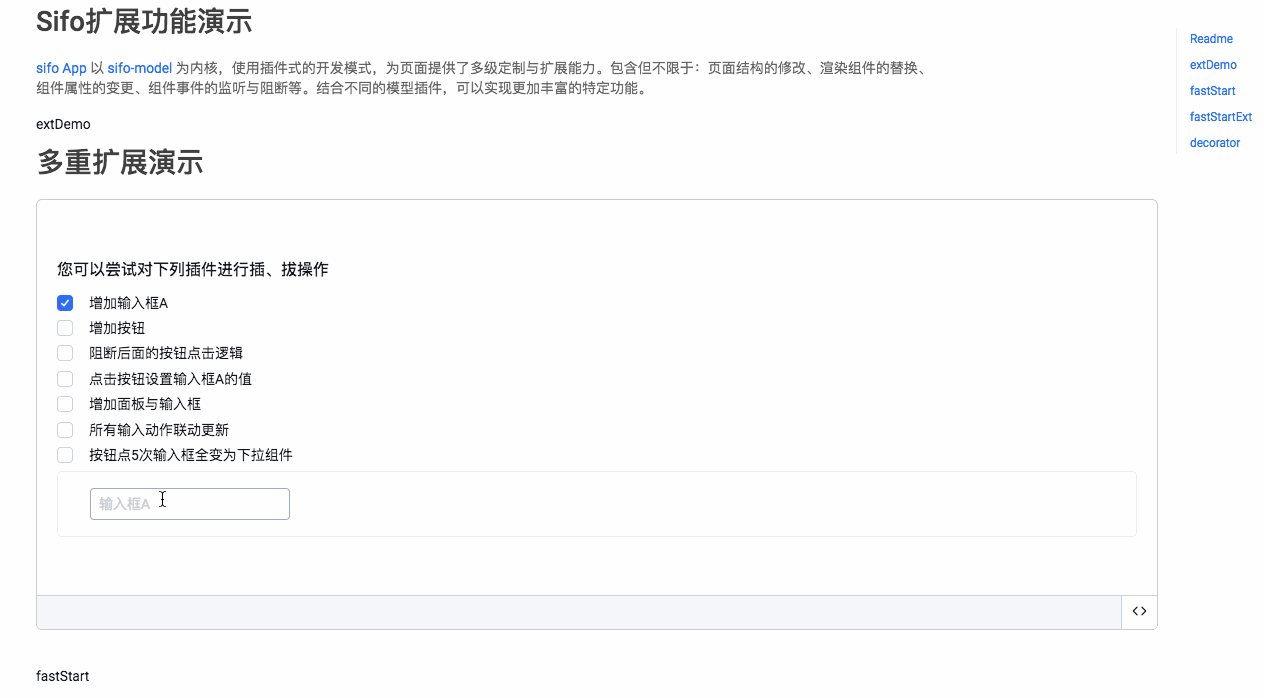 Sifo扩展功能演示
sifo App 以 sifo-model 为内核，使用插件式的开发模式，为页面提供了多级定制与扩展能力。包含但不限于：页面结构的修改、渲染组件的替换、
组件属性的变更、组件事件的监听与阻断等。结合不同的模型插件，可以实现更加丰富的特定功能。
extDemo
多重扩展演示
您可以尝试对下列插件进行插、拔操作
增加输入框A
增加按钮
阻断后面的按钮点击逻辑
点击按钮设置输入框A的值
增加面板与输入框
所有输入动作联动更新
按钮点5次输入框全变为下拉组件
输入框A
<>
fastStart
Readme
extDemo
fastStart
fastStartExt
decorator